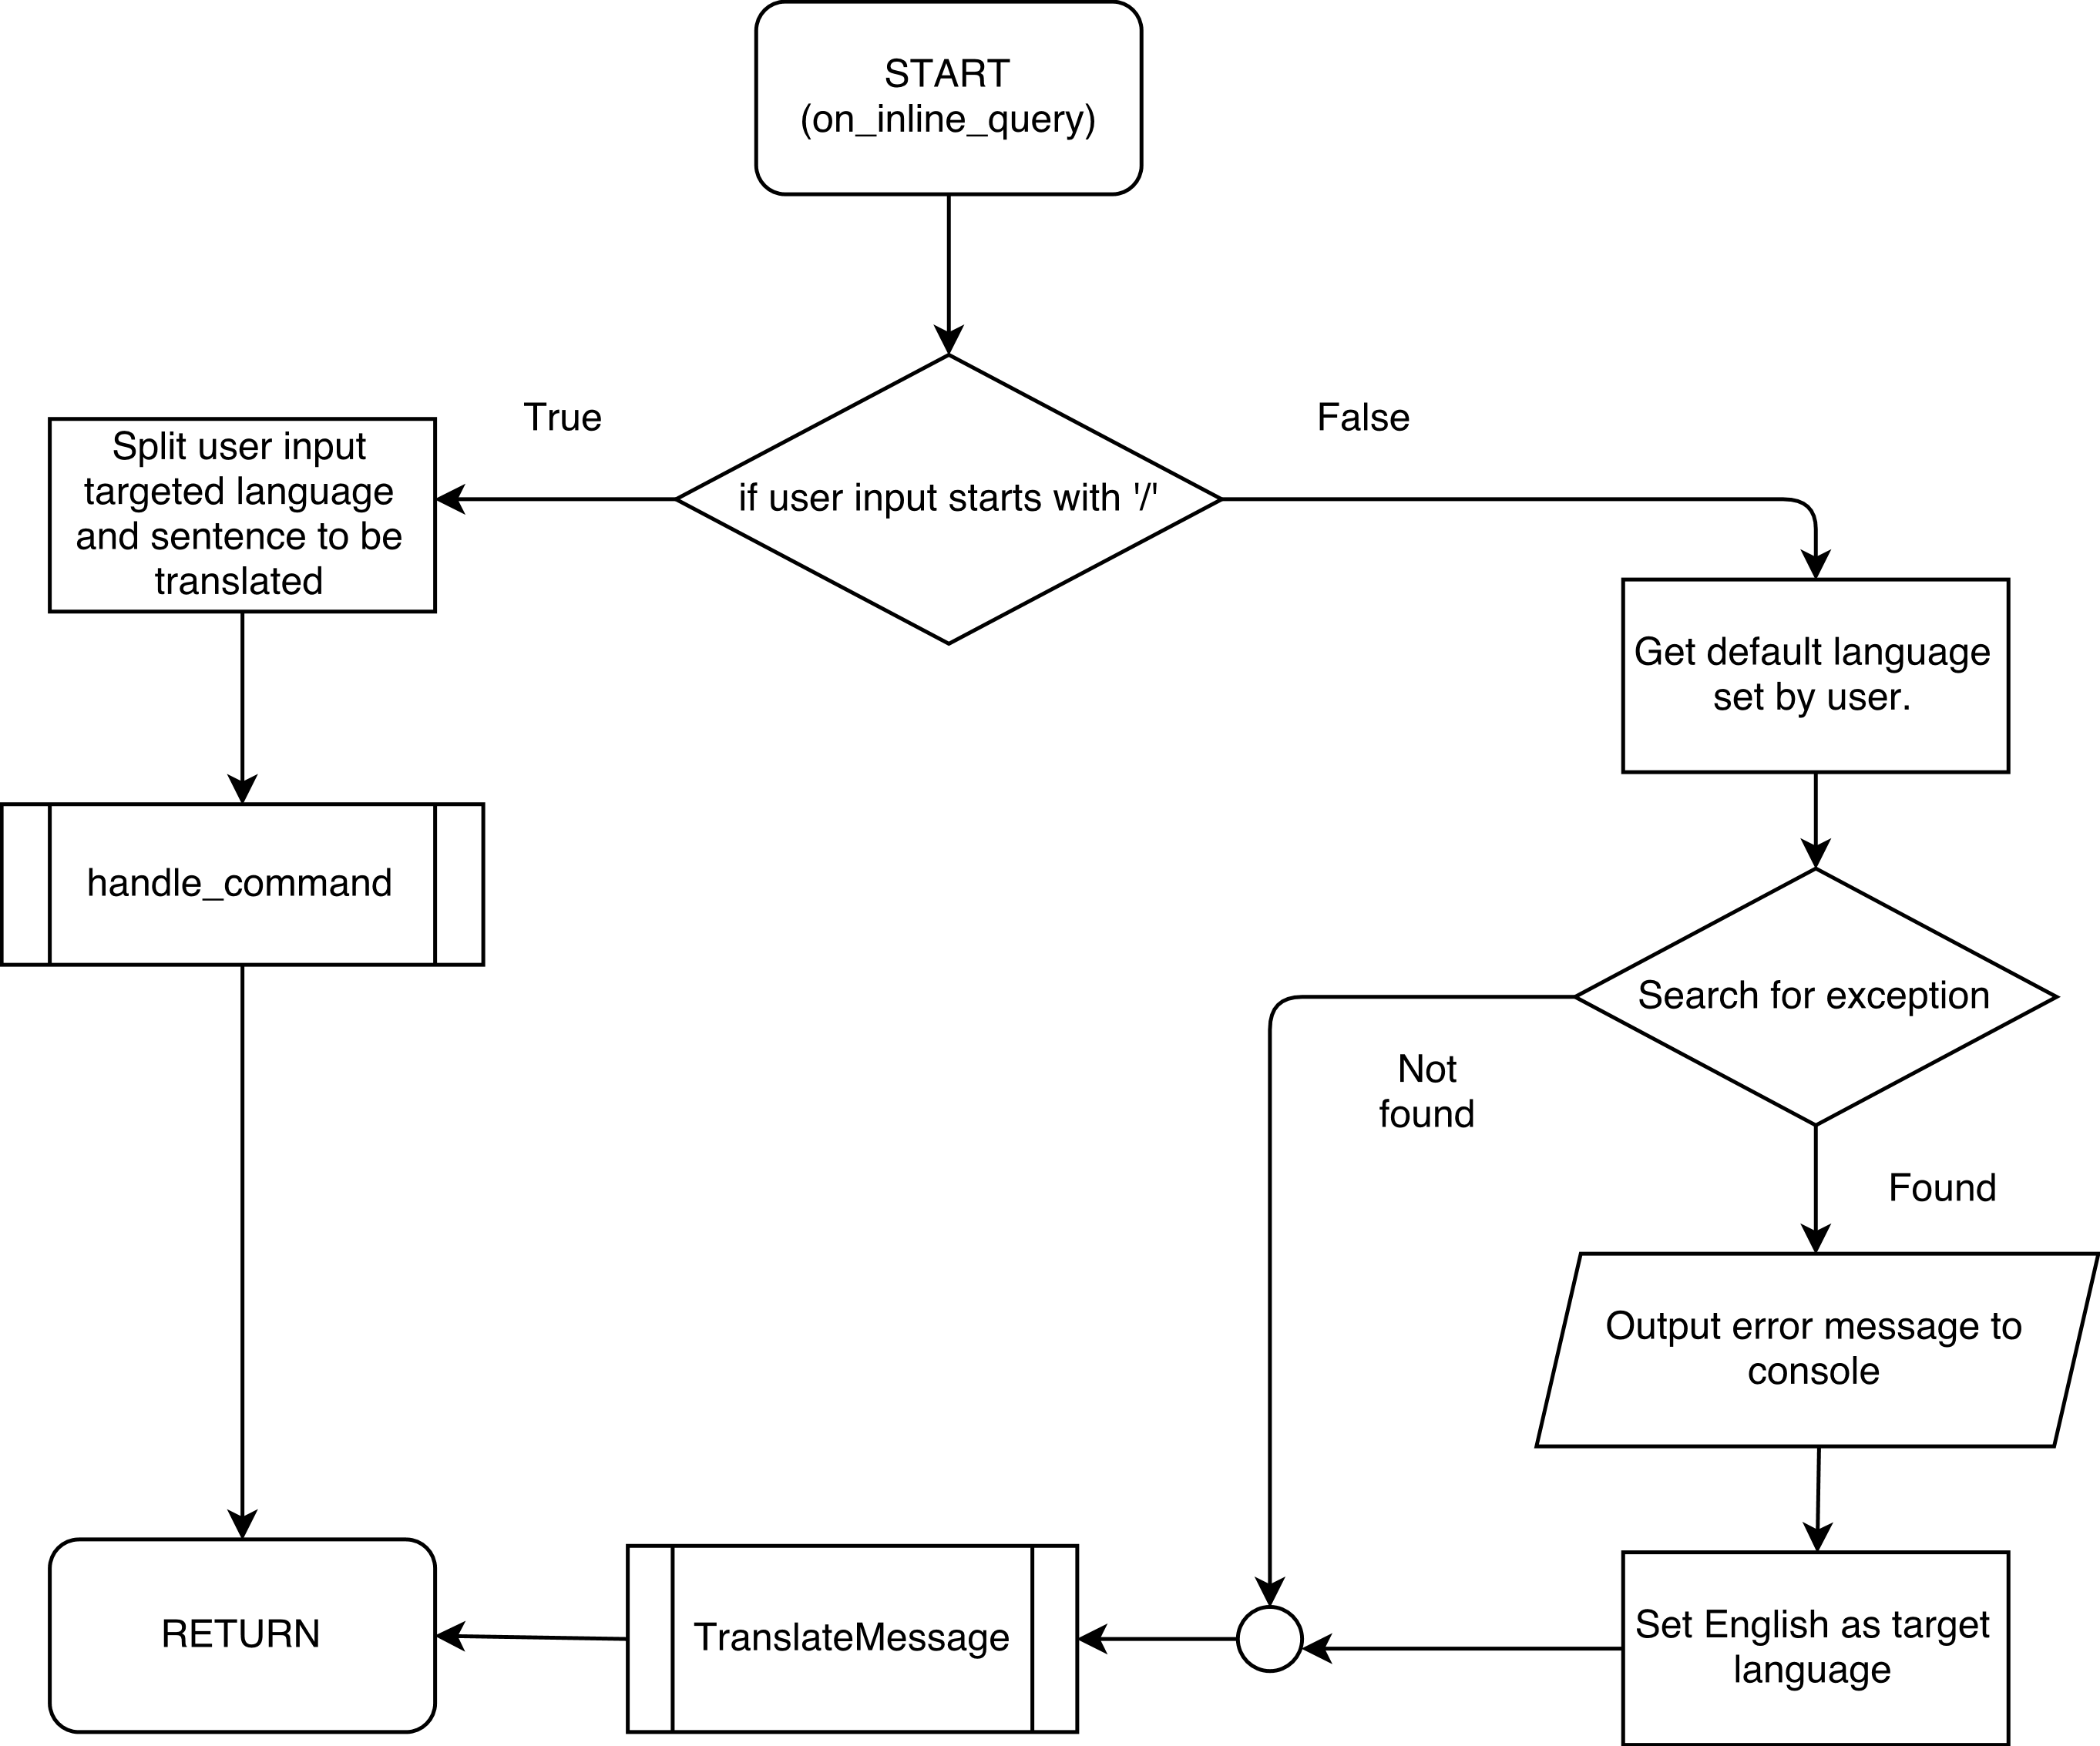 START
(on_inline_query)
True
False
if user input starts with '/'
Split user input
targeted language
and sentence to be
translated
Get default language
set by user.
handle_command
Search for exception
Not
found
Found
Output error message to
console
RETURN
TranslateMessage
Set English as target
language